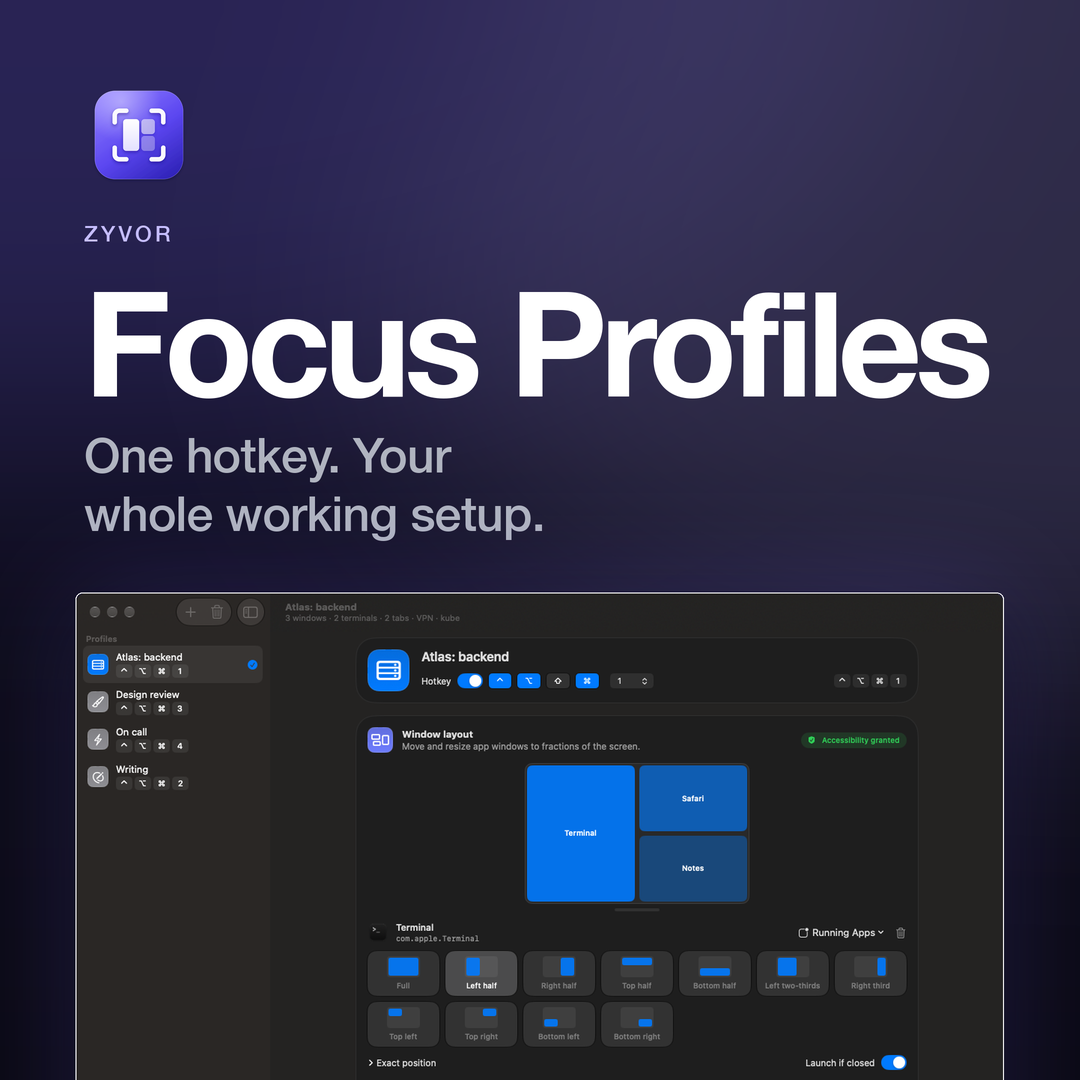 ZYVOR
Focus Profiles
One hotkey. Your
whole working setup.
Atlas: backend
3 windows · 2 terminals · 2 tabs · VPN · kube
Profiles
Atlas: backend
^ ⌥ ⌘ 1
Design review
^ ⌥ ⌘ 3
On call
^ ⌥ ⌘ 4
Writing
^ ⌥ ⌘ 2
Atlas: backend
Hotkey ^ ⌥ ⇧ ⌘ 1 ^ ⌥ ⌘ 1
Window layout
Move and resize app windows to fractions of the screen.
Accessibility granted
Terminal
Safari
Notes
Terminal
com.apple.Terminal
Running Apps
Full Left half Right half Top half Bottom half Left two-thirds Right third
Top left Top right Bottom left Bottom right
Exact position Launch if closed